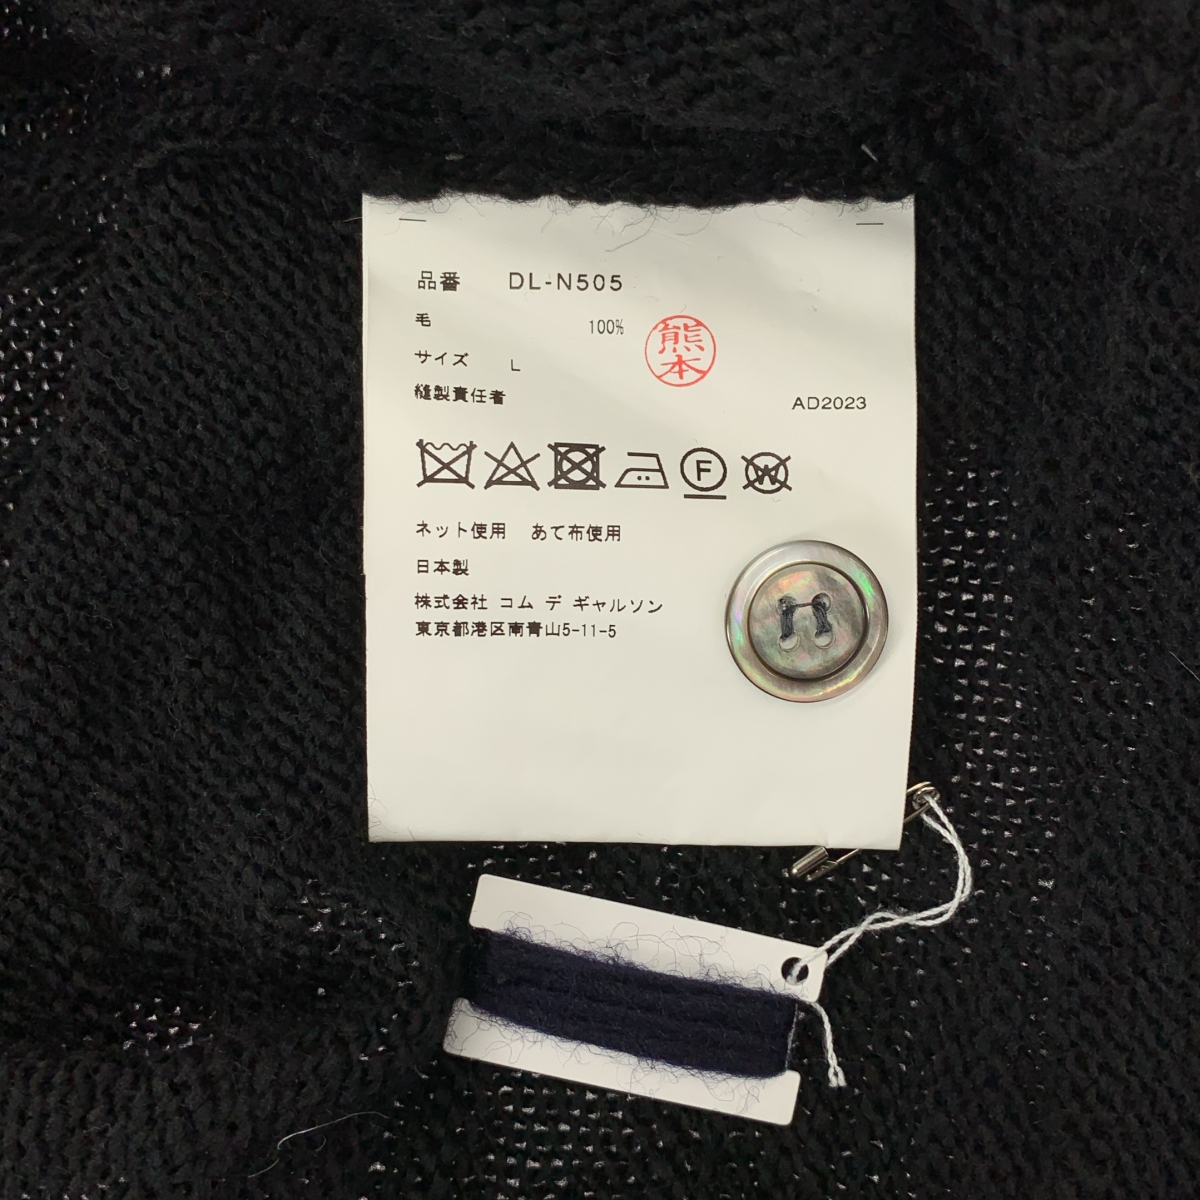 品番 DL-N505
毛 100%
サイズ L
熊本
縫製責任者
AD2023
F
W
ネット使用 あて布使用
日本製
株式会社 コム デ ギャルソン
東京都港区南青山5-11-5